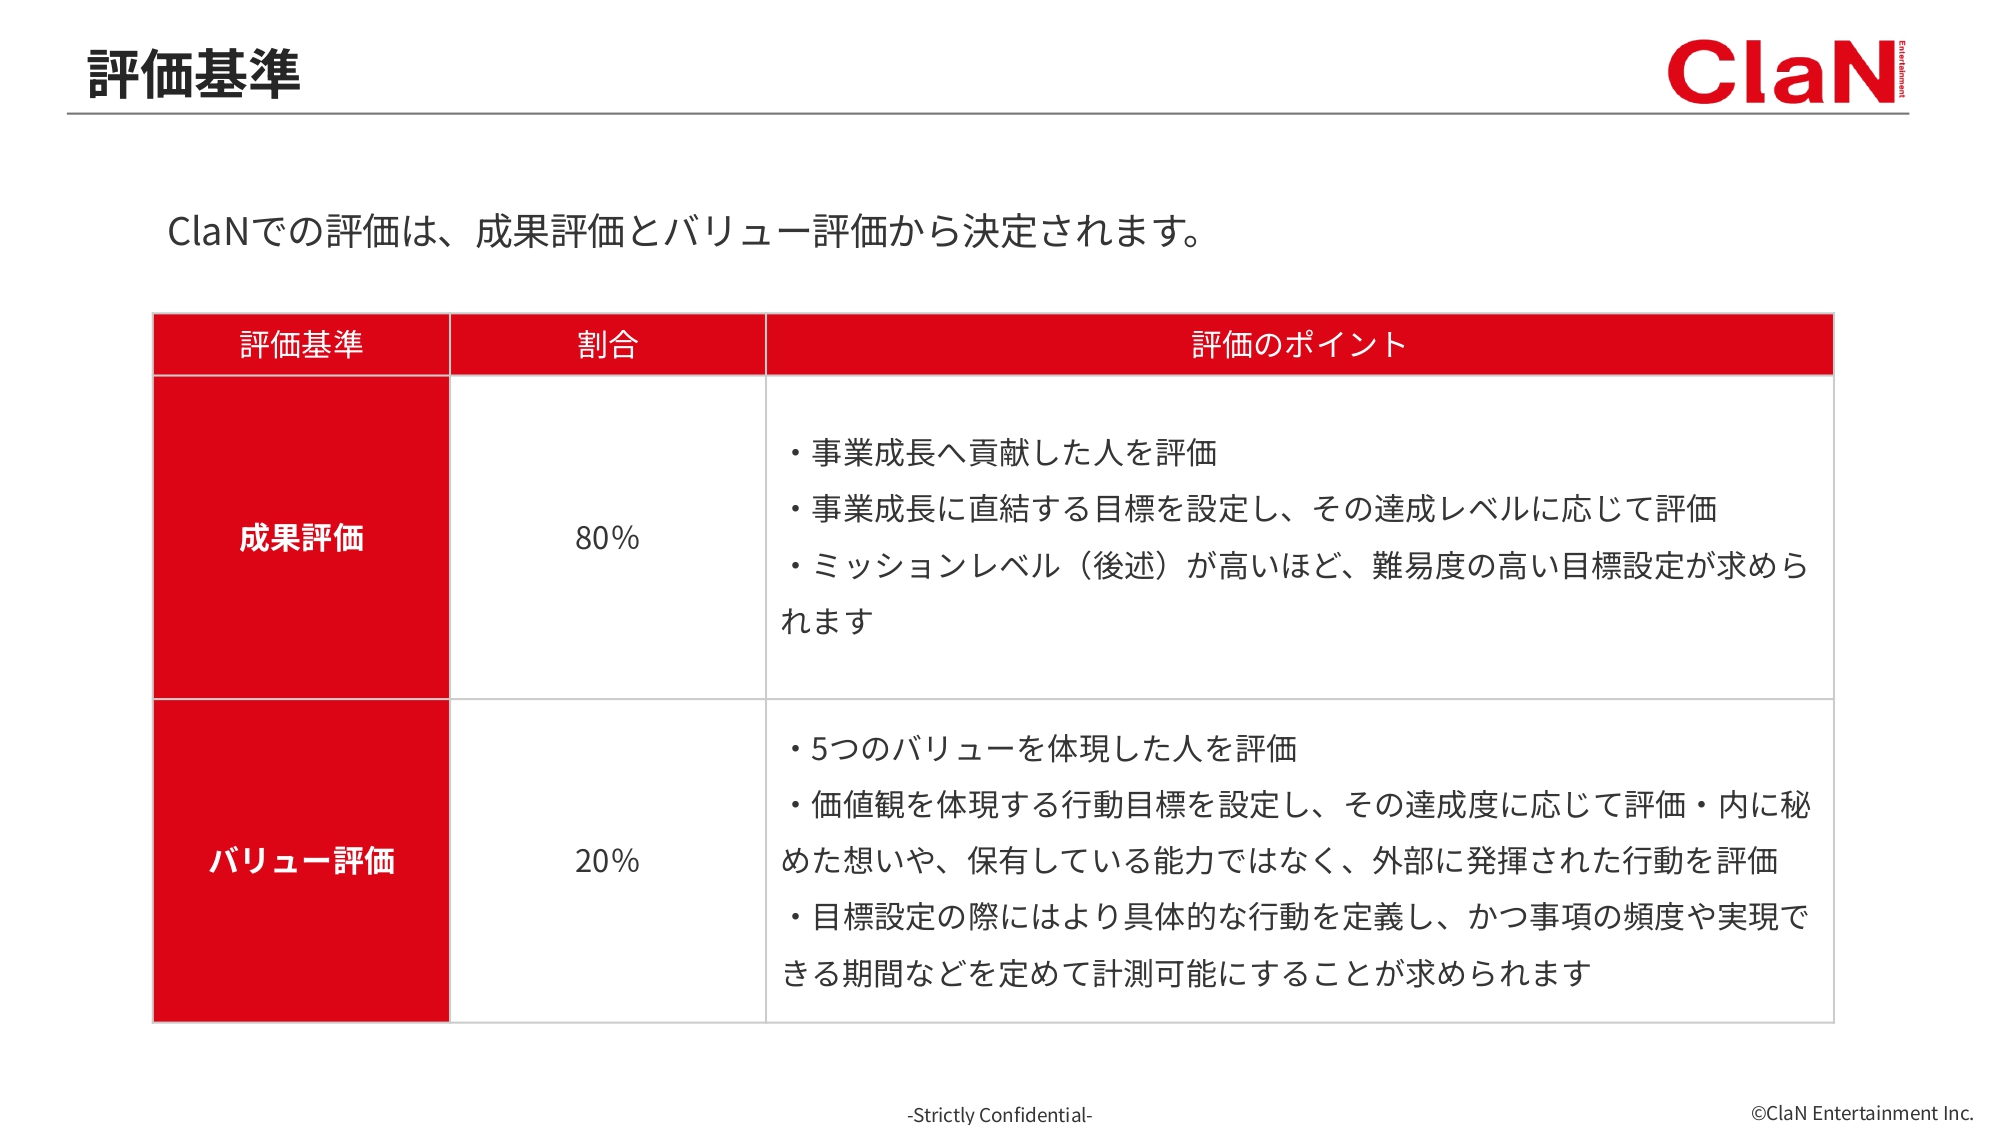 評価基準
ClaN Entertainment
ClaNでの評価は、成果評価とバリュー評価から決定されます。
評価基準
割合
評価のポイント
成果評価
80%
・事業成長へ貢献した人を評価
・事業成長に直結する目標を設定し、その達成レベルに応じて評価
・ミッションレベル（後述）が高いほど、難易度の高い目標設定が求めら
れます
バリュー評価
20%
・5つのバリューを体現した人を評価
・価値観を体現する行動目標を設定し、その達成度に応じて評価・内に秘
めた想いや、保有している能力ではなく、外部に発揮された行動を評価
・目標設定の際にはより具体的な行動を定義し、かつ事項の頻度や実現で
きる期間などを定めて計測可能にすることが求められます
-Strictly Confidential-
©ClaN Entertainment Inc.